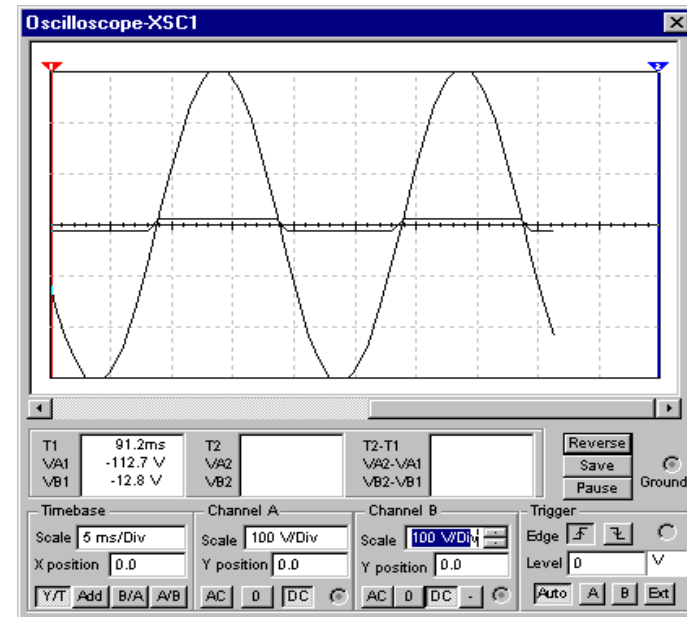 Oscilloscope-XSC1
1 2
T1 91.2ms T2 T2-T1 Reverse
VA1 -112.7 V VA2 VA2-VA1 Save
VB1 -12.8 V VB2 VB2-VB1 Pause Ground
Timebase Channel A Channel B Trigger
Scale 5 ms/Div Scale 100 V/Div Scale 100 V/Div Edge
X position 0.0 Y position 0.0 Y position 0.0 Level 0 V
Y/T Add B/A A/B AC 0 DC AC 0 DC - Auto A B Ext